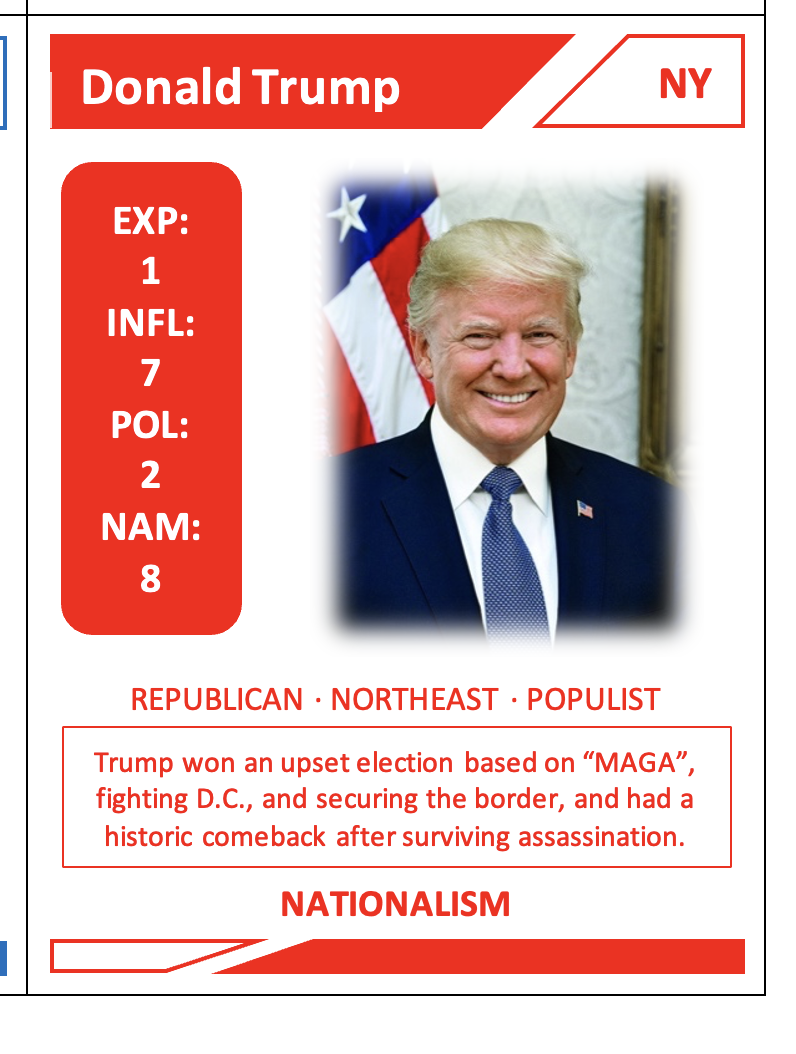 Donald Trump
NY
EXP:
1
INFL:
7
POL:
2
NAM:
8
REPUBLICAN · NORTHEAST · POPULIST
Trump won an upset election based on “MAGA”,
fighting D.C., and securing the border, and had a
historic comeback after surviving assassination.
NATIONALISM